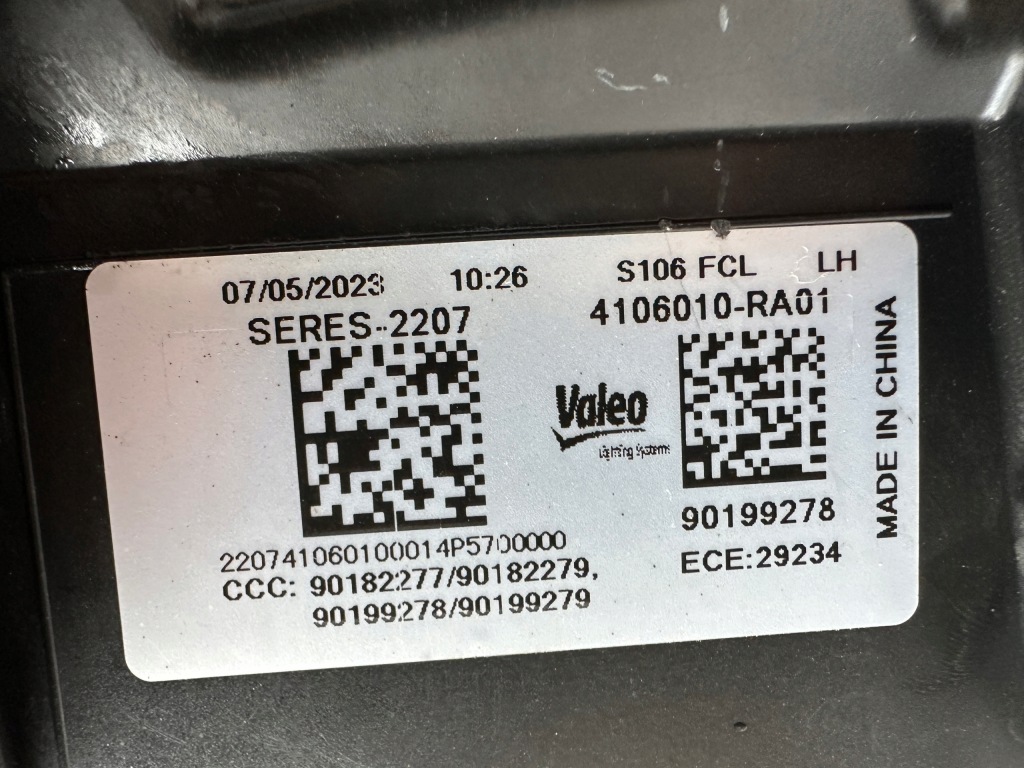 07/05/2023 10:26 S106 FCL LH
SERES-2207 4106010-RA01
Valeo
Lighting Systems
90199278
220741060100014P5700000
ECE:29234
CCC: 90182277/90182279,
90199278/90199279
MADE IN CHINA